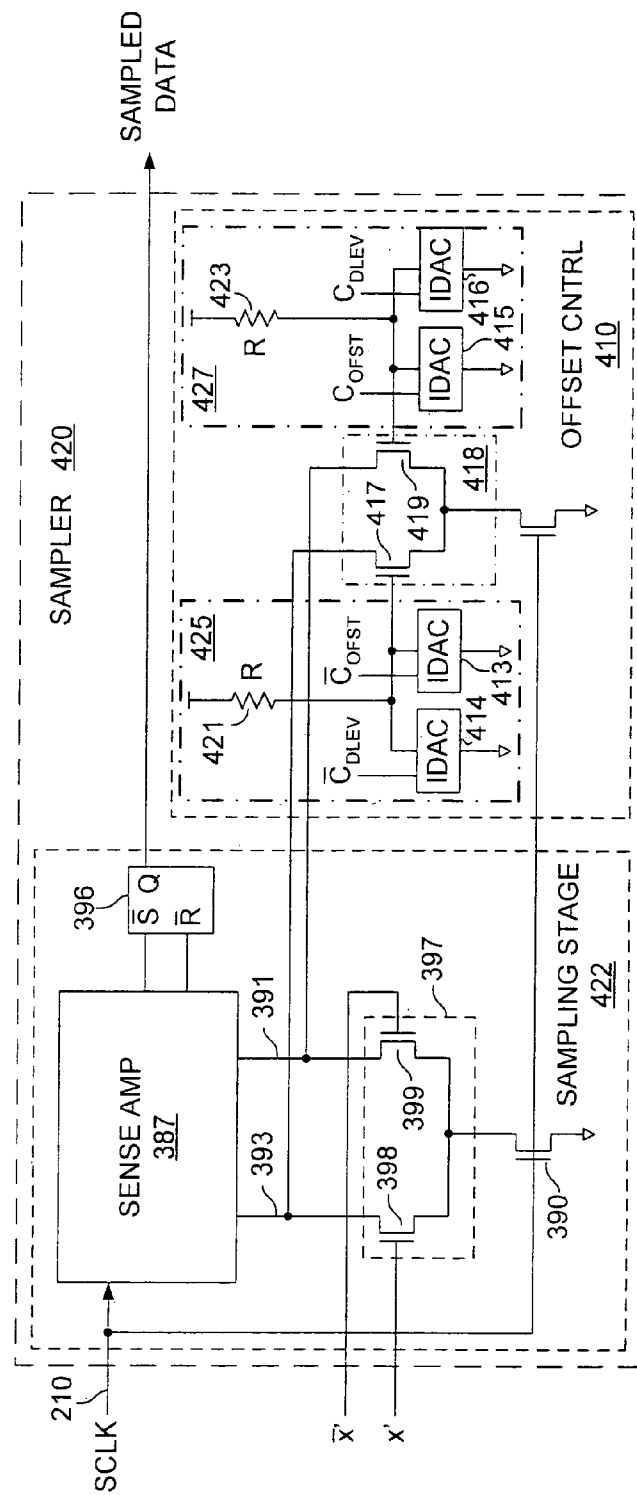 SAMPLER 420
SAMPLED
DATA
SCLK
210
SENSE AMP
387
396
S̅ Q
R̅
393
391
397
398
399
390
x̅'
x'
SAMPLING STAGE
422
425
421
R
C̅DLEV
C̅OFST
IDAC
414
IDAC
413
417
419
418
427
423
R
COFST
CDLEV
IDAC
415
IDAC
416
OFFSET CNTRL
410